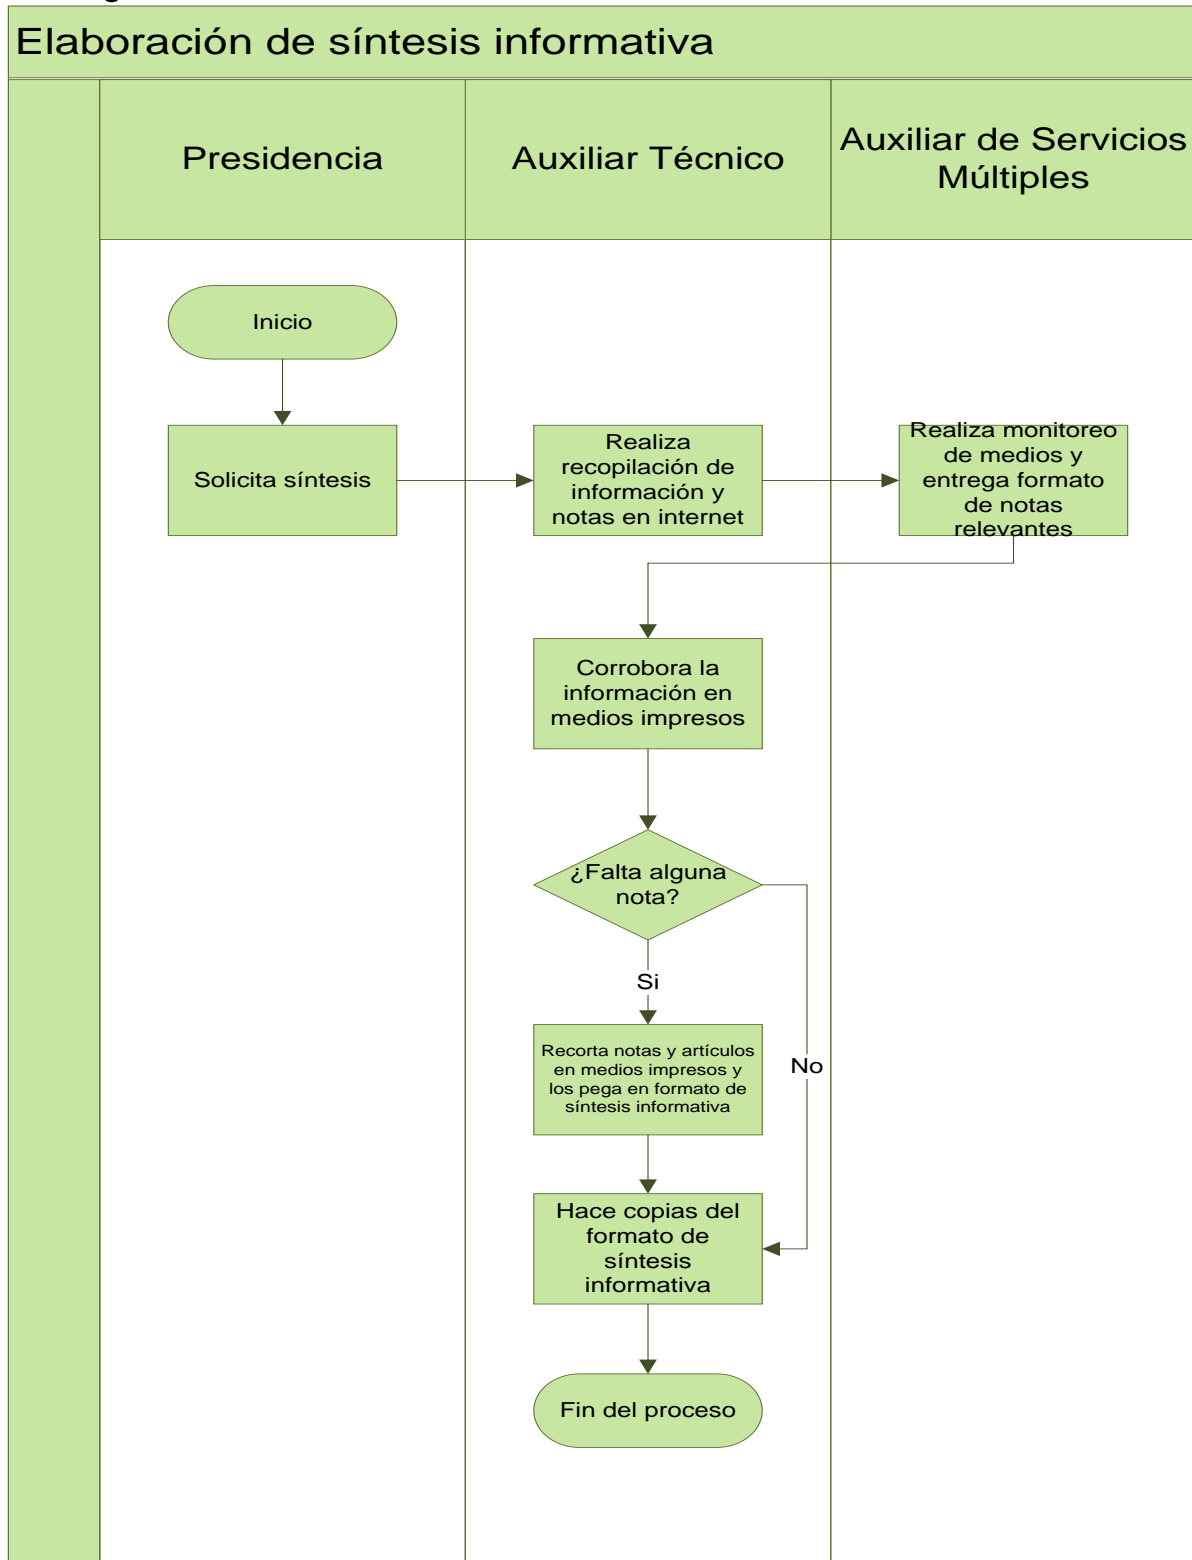 Elaboración de síntesis informativa
Presidencia
Auxiliar Técnico
Auxiliar de Servicios
Múltiples
Inicio
Solicita síntesis
Realiza
recopilación de
información y
notas en internet
Realiza monitoreo
de medios y
entrega formato
de notas
relevantes
Corrobora la
información en
medios impresos
¿Falta alguna
nota?
Si
No
Recorta notas y artículos
en medios impresos y
los pega en formato de
síntesis informativa
Hace copias del
formato de
síntesis
informativa
Fin del proceso